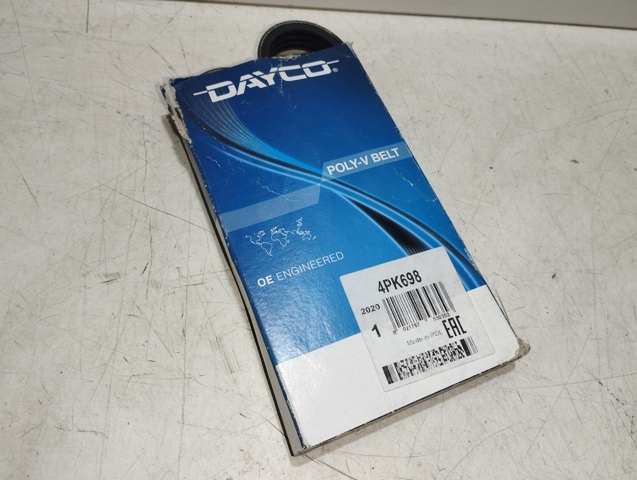 DAYCO®
POLY-V BELT
OE ENGINEERED
4PK698
2020
1
Made in POL
EAC